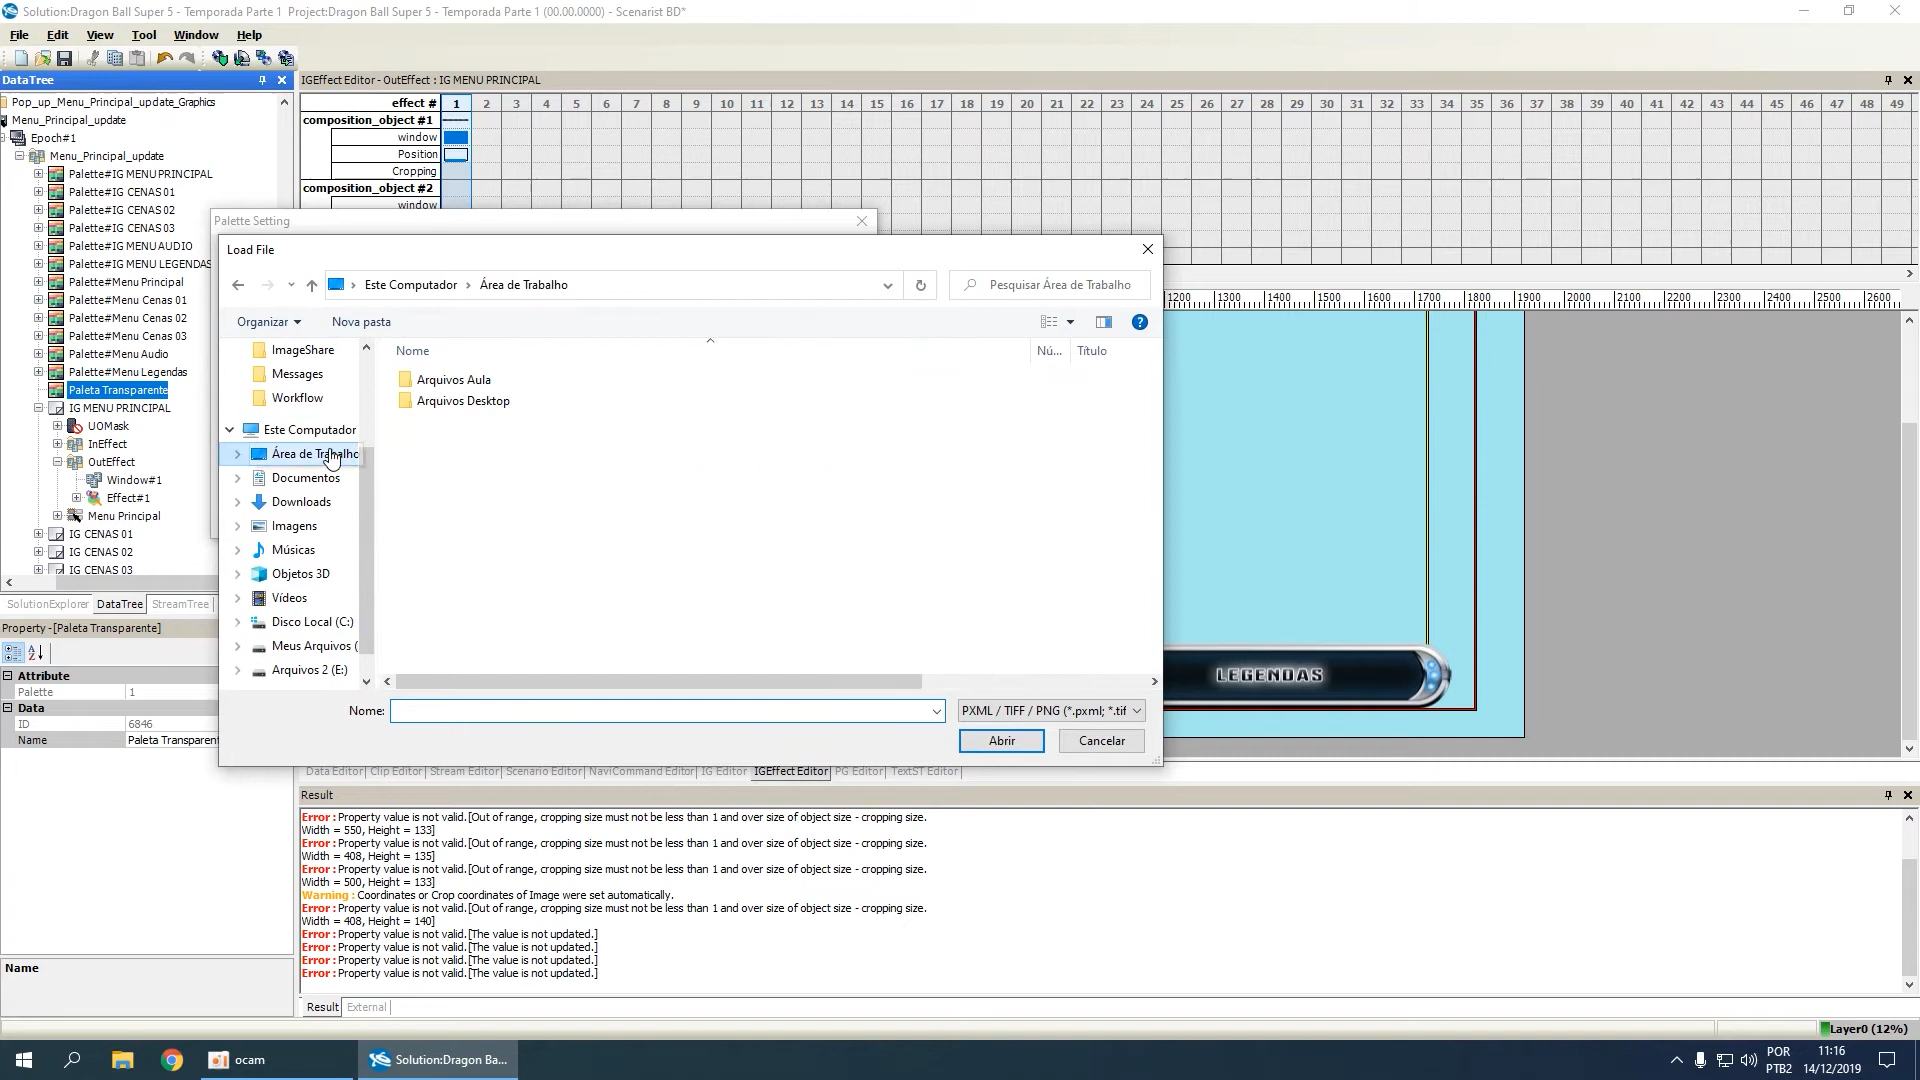 Solution:Dragon Ball Super 5 - Temporada Parte 1  Project:Dragon Ball Super 5 - Temporada Parte 1 (00.00.0000) - Scenarist BD*
File Edit View Tool Window Help
DataTree
IGEffect Editor - OutEffect : IG MENU PRINCIPAL
Pop_up_Menu_Principal_update_Graphics
Menu_Principal_update
Epoch#1
Menu_Principal_update
Palette#IG MENU PRINCIPAL
Palette#IG CENAS 01
Palette#IG CENAS 02
Palette#IG CENAS 03
Palette#IG MENU AUDIO
Palette#IG MENU LEGENDAS
Palette#Menu Principal
Palette#Menu Cenas 01
Palette#Menu Cenas 02
Palette#Menu Cenas 03
Palette#Menu Audio
Palette#Menu Legendas
Paleta Transparente
IG MENU PRINCIPAL
UOMask
InEffect
OutEffect
Window#1
Effect#1
Menu Principal
IG CENAS 01
IG CENAS 02
IG CENAS 03
SolutionExplorer DataTree StreamTree
effect # 1 2 3 4 5 6 7 8 9 10 11 12 13 14 15 16 17 18 19 20 21 22 23 24 25 26 27 28 29 30 31 32 33 34 35 36 37 38 39 40 41 42 43 44 45 46 47 48 49
composition_object #1
window
Position
Cropping
composition_object #2
window
1200 1300 1400 1500 1600 1700 1800 1900 2000 2100 2200 2300 2400 2500 2600
Palette Setting
Load File
Este Computador › Área de Trabalho
Pesquisar Área de Trabalho
Organizar Nova pasta
ImageShare
Messages
Workflow
Este Computador
Área de Trabalho
Documentos
Downloads
Imagens
Músicas
Objetos 3D
Vídeos
Disco Local (C:)
Meus Arquivos (
Arquivos 2 (E:)
Nome Nú... Título
Arquivos Aula
Arquivos Desktop
Nome: PXML / TIFF / PNG (*.pxml; *.tif
Abrir Cancelar
LEGENDAS
Property - [Paleta Transparente]
Attribute
Palette 1
Data
ID 6846
Name Paleta Transparent
Name
Data Editor Clip Editor Stream Editor Scenario Editor NaviCommand Editor IG Editor IGEffect Editor PG Editor TextST Editor
Result
Error : Property value is not valid. [Out of range, cropping size must not be less than 1 and over size of object size - cropping size.
Width = 550, Height = 133]
Error : Property value is not valid. [Out of range, cropping size must not be less than 1 and over size of object size - cropping size.
Width = 408, Height = 135]
Error : Property value is not valid. [Out of range, cropping size must not be less than 1 and over size of object size - cropping size.
Width = 500, Height = 133]
Warning : Coordinates or Crop coordinates of Image were set automatically.
Error : Property value is not valid. [Out of range, cropping size must not be less than 1 and over size of object size - cropping size.
Width = 408, Height = 140]
Error : Property value is not valid. [The value is not updated.]
Error : Property value is not valid. [The value is not updated.]
Error : Property value is not valid. [The value is not updated.]
Error : Property value is not valid. [The value is not updated.]
Result External
Layer0 (12%)
ocam
Solution:Dragon Ba...
POR
PTB2
11:16
14/12/2019